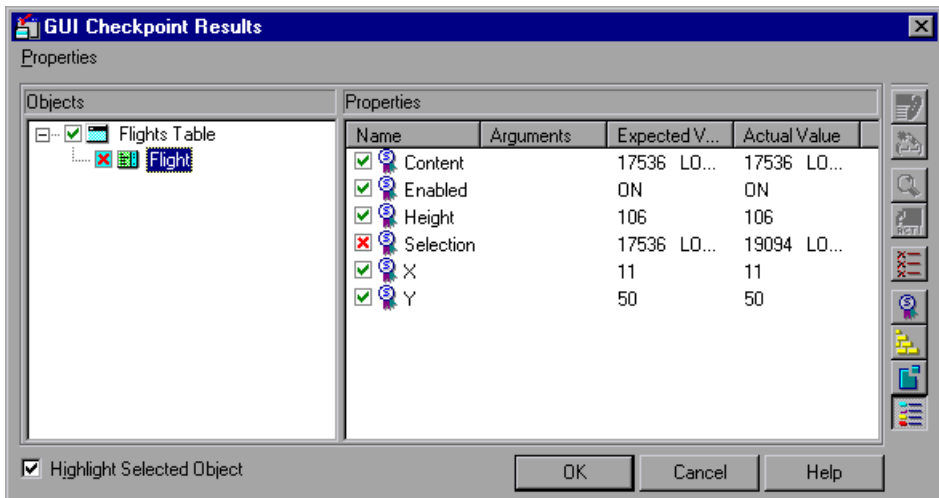 GUI Checkpoint Results
Properties
Objects
Properties
Flights Table
Flight
Name Arguments Expected V... Actual Value
Content 17536 LO... 17536 LO...
Enabled ON ON
Height 106 106
Selection 17536 LO... 19094 LO...
X 11 11
Y 50 50
Highlight Selected Object
OK Cancel Help